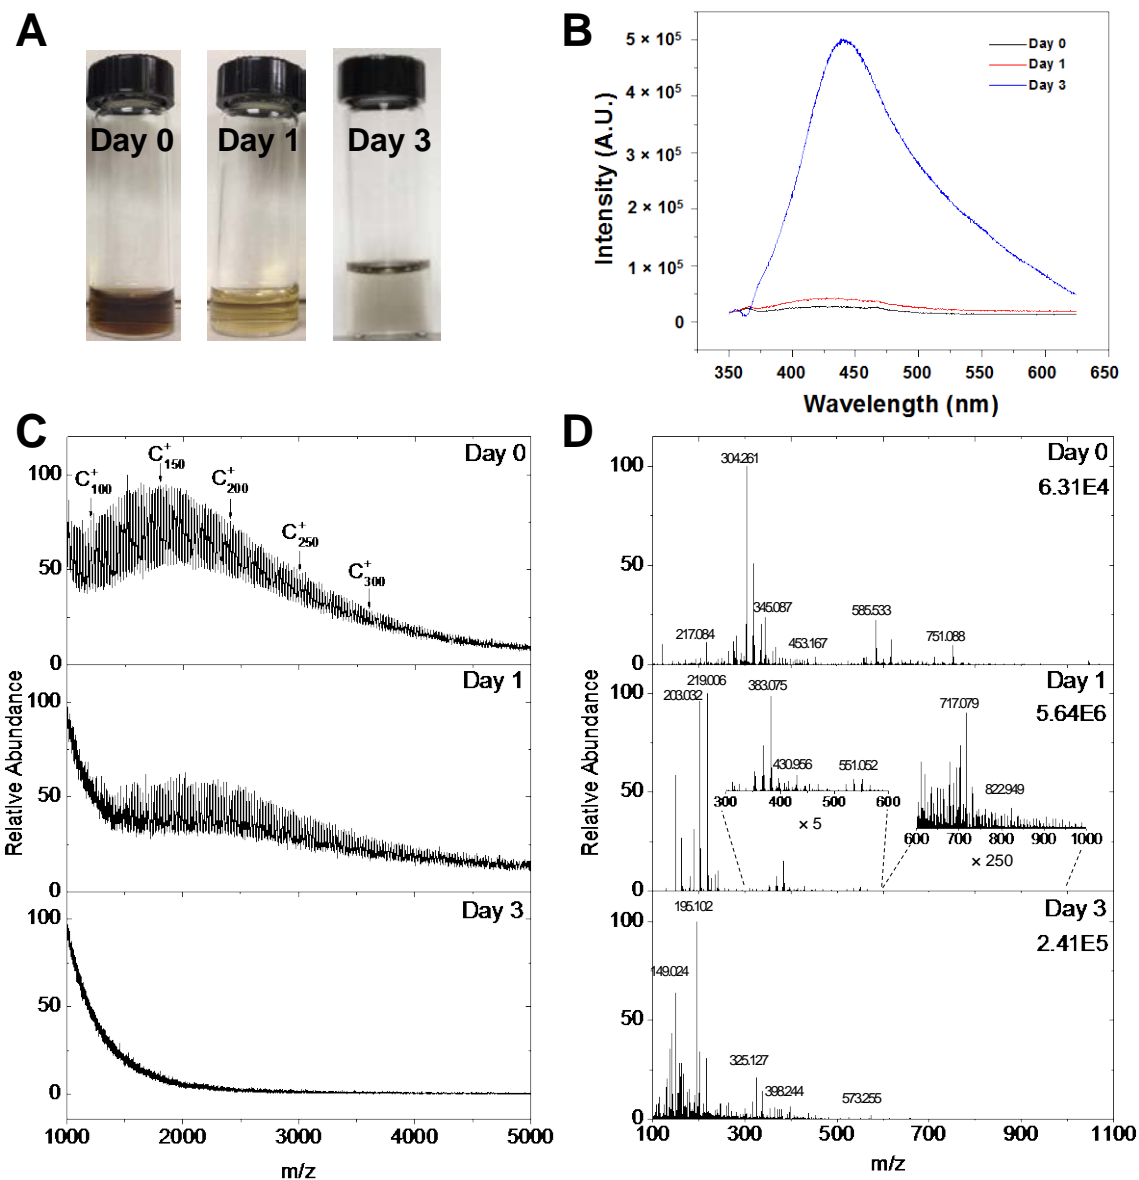 A
Day 0
Day 1
Day 3
B
5 × 10⁵
4 × 10⁵
3 × 10⁵
2 × 10⁵
1 × 10⁵
0
350
400
450
500
550
600
650
Intensity (A.U.)
Wavelength (nm)
Day 0
Day 1
Day 3
C
Day 0
C⁺₁₀₀
C⁺₁₅₀
C⁺₂₀₀
C⁺₂₅₀
C⁺₃₀₀
100
50
0
Day 1
100
50
0
Day 3
100
50
0
Relative Abundance
1000
2000
3000
4000
5000
m/z
D
Day 0
6.31E4
304.261
217.084
345.087
453.167
585.533
751.088
100
50
0
Day 1
5.64E6
219.006
203.032
383.075
430.956
551.052
300
400
500
600
× 5
717.079
822.949
600
700
800
900
1000
× 250
100
50
0
Day 3
2.41E5
195.102
149.024
325.127
398.244
573.255
100
50
0
Relative Abundance
100
300
500
700
900
1100
m/z